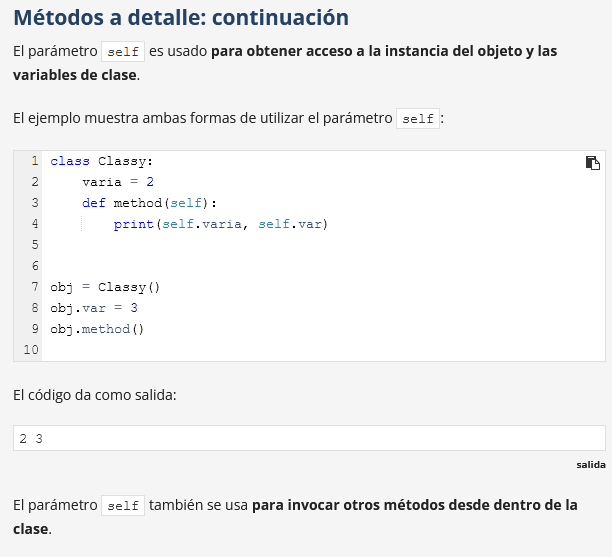 Métodos a detalle: continuación
El parámetro self es usado para obtener acceso a la instancia del objeto y las
variables de clase.
El ejemplo muestra ambas formas de utilizar el parámetro self:
1 class Classy:
2     varia = 2
3     def method(self):
4         print(self.varia, self.var)
5
6
7 obj = Classy()
8 obj.var = 3
9 obj.method()
10
El código da como salida:
2 3
salida
El parámetro self también se usa para invocar otros métodos desde dentro de la
clase.